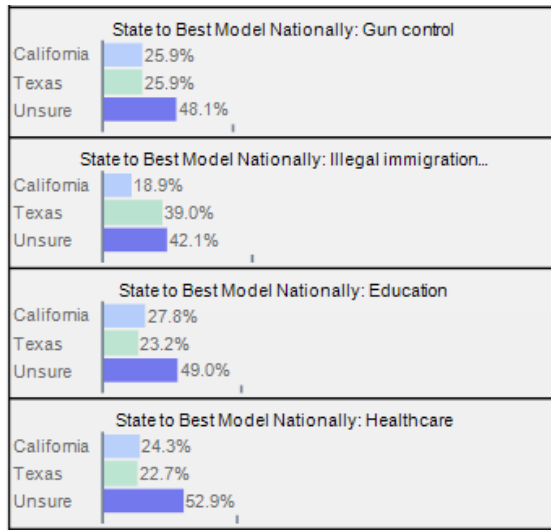 State to Best Model Nationally: Gun control
California 25.9%
Texas 25.9%
Unsure 48.1%
State to Best Model Nationally: Illegal immigration...
California 18.9%
Texas 39.0%
Unsure 42.1%
State to Best Model Nationally: Education
California 27.8%
Texas 23.2%
Unsure 49.0%
State to Best Model Nationally: Healthcare
California 24.3%
Texas 22.7%
Unsure 52.9%